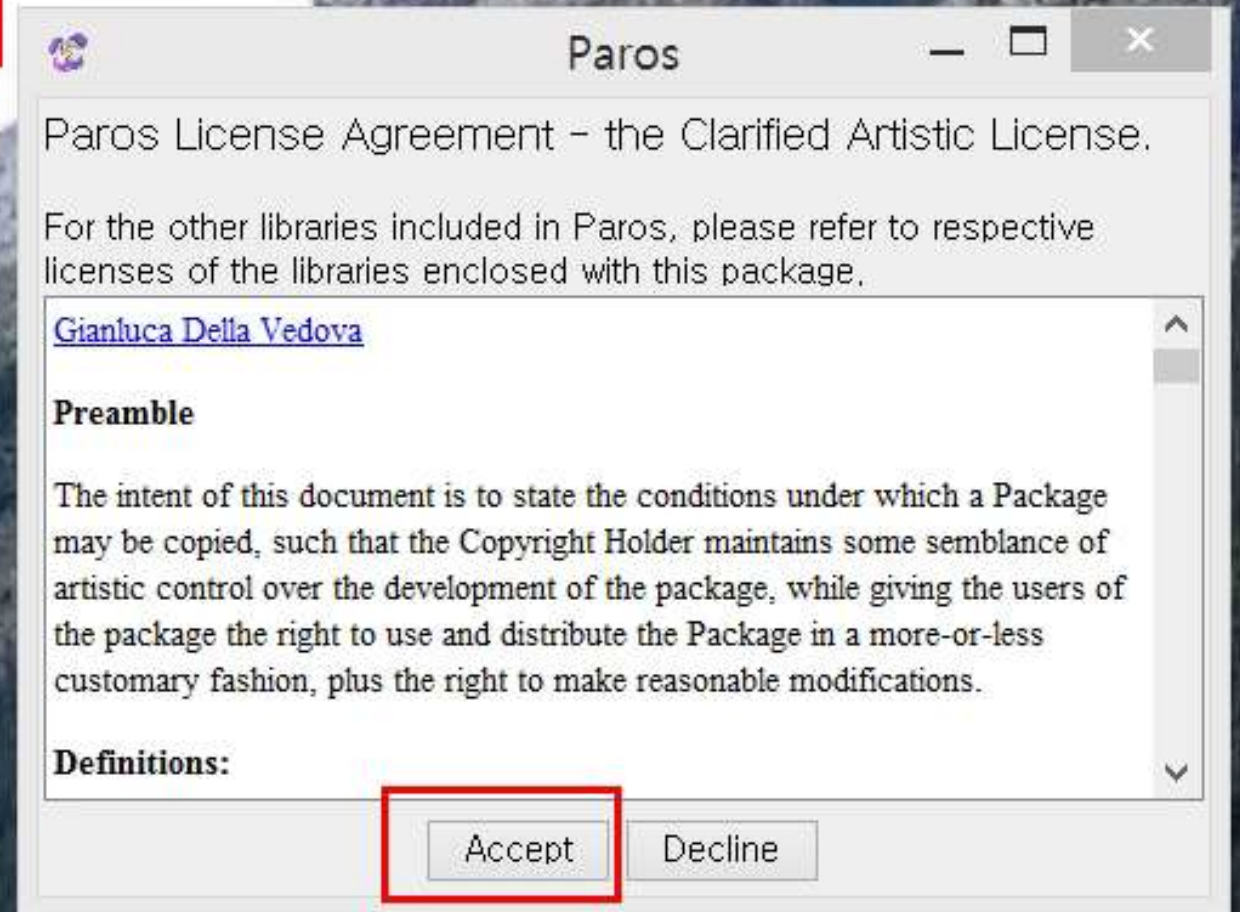 Paros
Paros License Agreement - the Clarified Artistic License.
For the other libraries included in Paros, please refer to respective
licenses of the libraries enclosed with this package.
Gianluca Della Vedova
Preamble
The intent of this document is to state the conditions under which a Package
may be copied, such that the Copyright Holder maintains some semblance of
artistic control over the development of the package, while giving the users of
the package the right to use and distribute the Package in a more-or-less
customary fashion, plus the right to make reasonable modifications.
Definitions:
Accept Decline